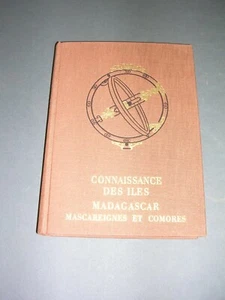 CONNAISSANCE
DES ILES
MADAGASCAR
MASCAREIGNES ET COMORES